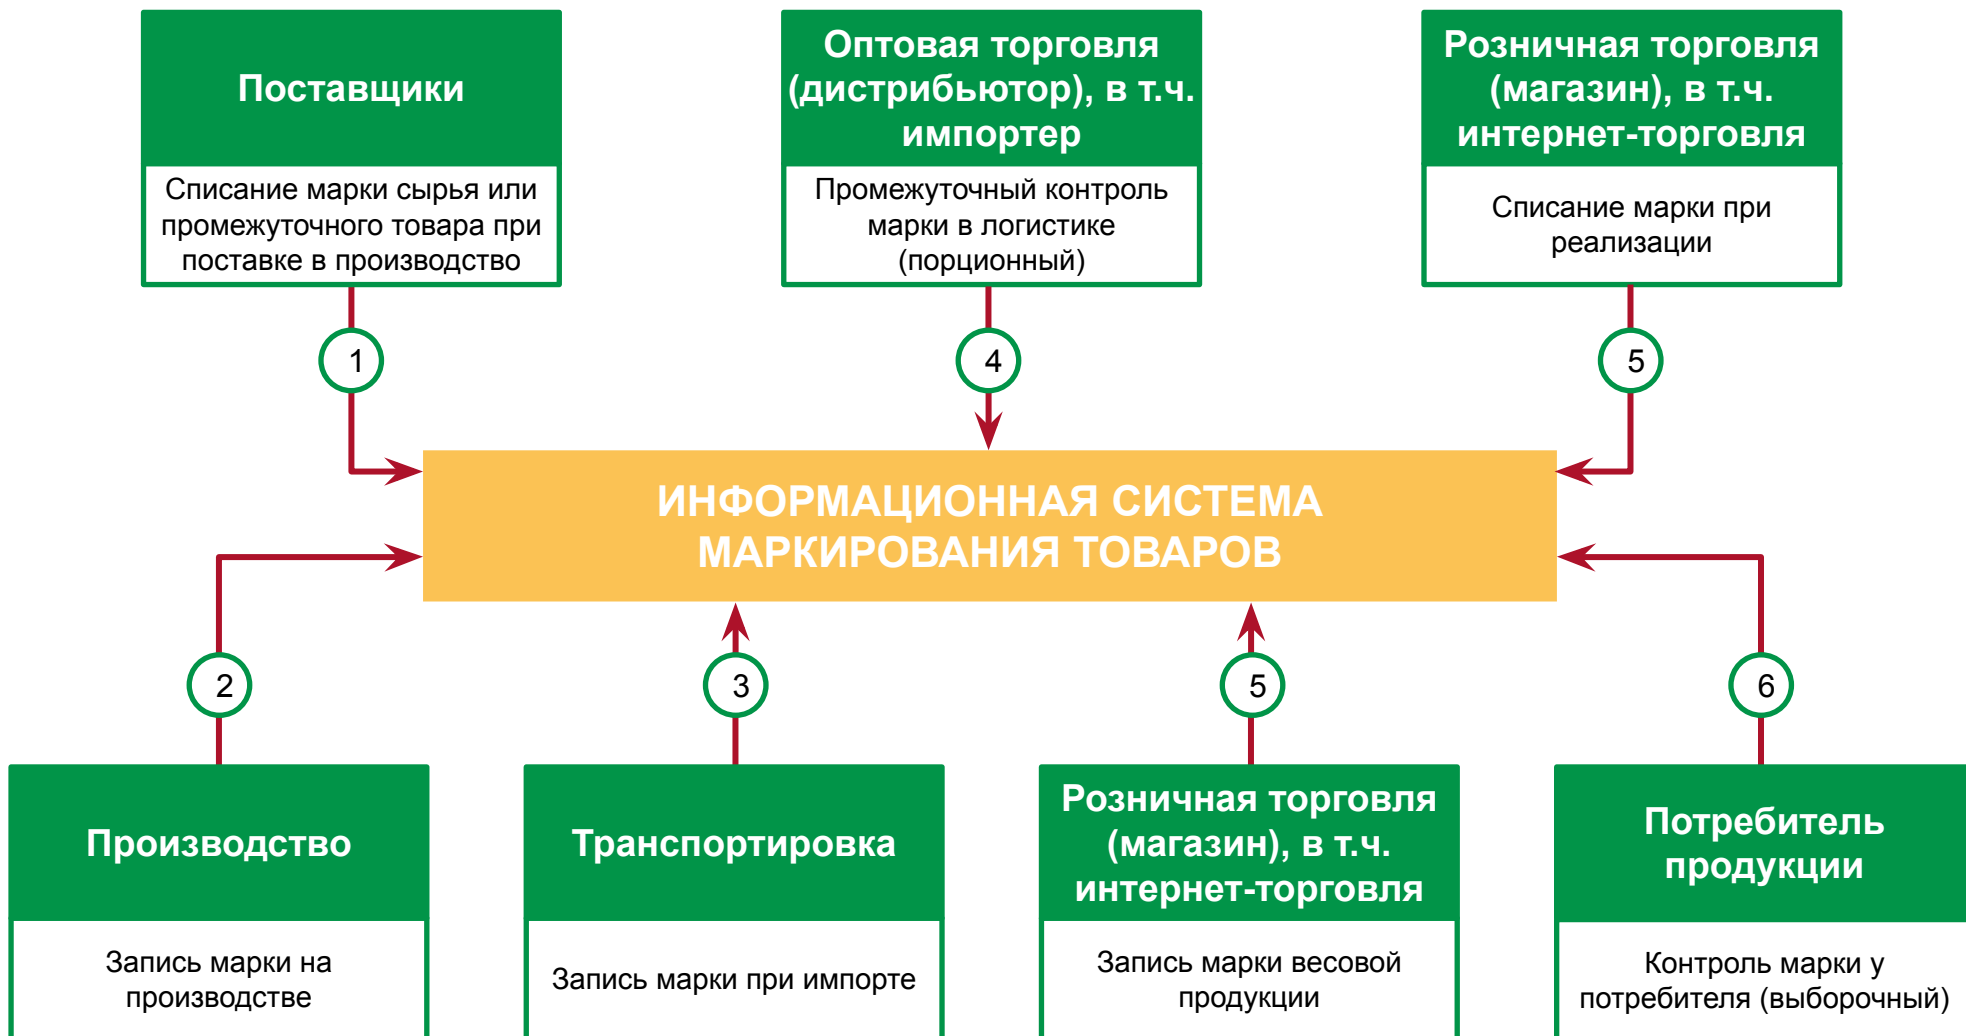 Поставщики
Списание марки сырья или
промежуточного товара при
поставке в производство
Оптовая торговля
(дистрибьютор), в т.ч.
импортер
Промежуточный контроль
марки в логистике
(порционный)
Розничная торговля
(магазин), в т.ч.
интернет-торговля
Списание марки при
реализации
1
4
5
ИНФОРМАЦИОННАЯ СИСТЕМА
МАРКИРОВАНИЯ ТОВАРОВ
2
3
5
6
Производство
Запись марки на
производстве
Транспортировка
Запись марки при импорте
Розничная торговля
(магазин), в т.ч.
интернет-торговля
Запись марки весовой
продукции
Потребитель
продукции
Контроль марки у
потребителя (выборочный)